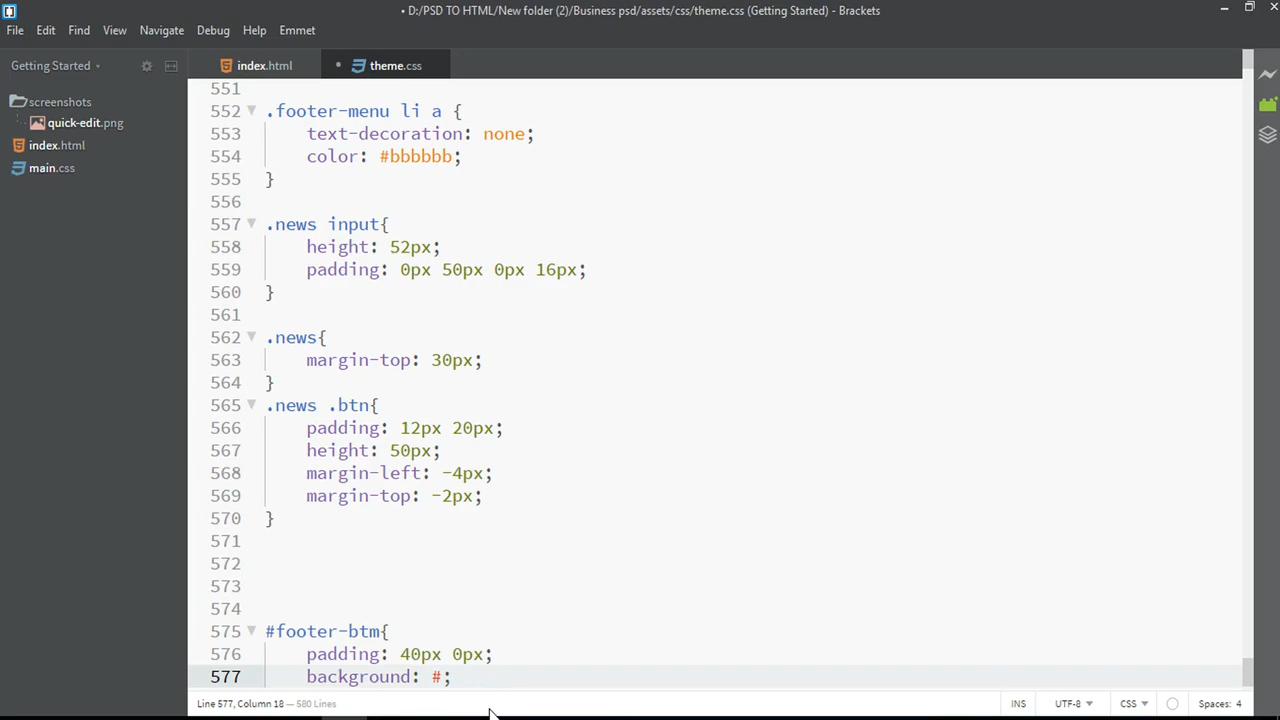 • D:/PSD TO HTML/New folder (2)/Business psd/assets/css/theme.css (Getting Started) - Brackets
File Edit Find View Navigate Debug Help Emmet
Getting Started
index.html
• theme.css
screenshots
quick-edit.png
index.html
main.css
551
552 .footer-menu li a {
553 text-decoration: none;
554 color: #bbbbbb;
555 }
556
557 .news input{
558 height: 52px;
559 padding: 0px 50px 0px 16px;
560 }
561
562 .news{
563 margin-top: 30px;
564 }
565 .news .btn{
566 padding: 12px 20px;
567 height: 50px;
568 margin-left: -4px;
569 margin-top: -2px;
570 }
571
572
573
574
575 #footer-btm{
576 padding: 40px 0px;
577 background: #;
Line 577, Column 18 — 580 Lines
INS UTF-8 CSS Spaces: 4